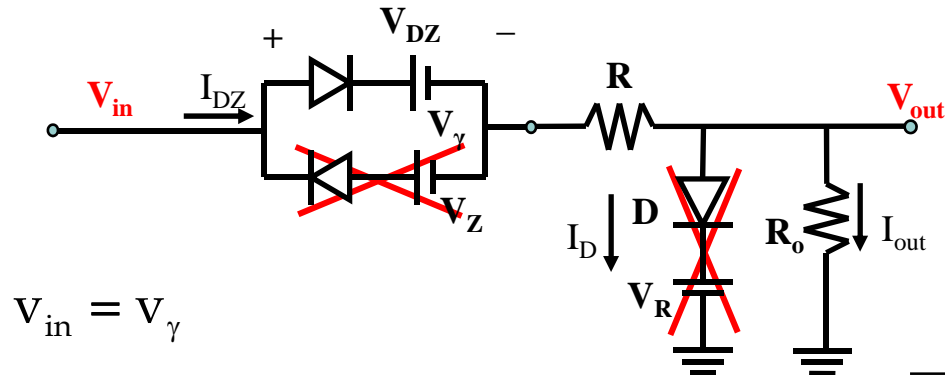 + V_DZ −
V_in I_DZ R V_out
V_γ
V_Z
I_D D R_o I_out
V_R
v_in = v_γ